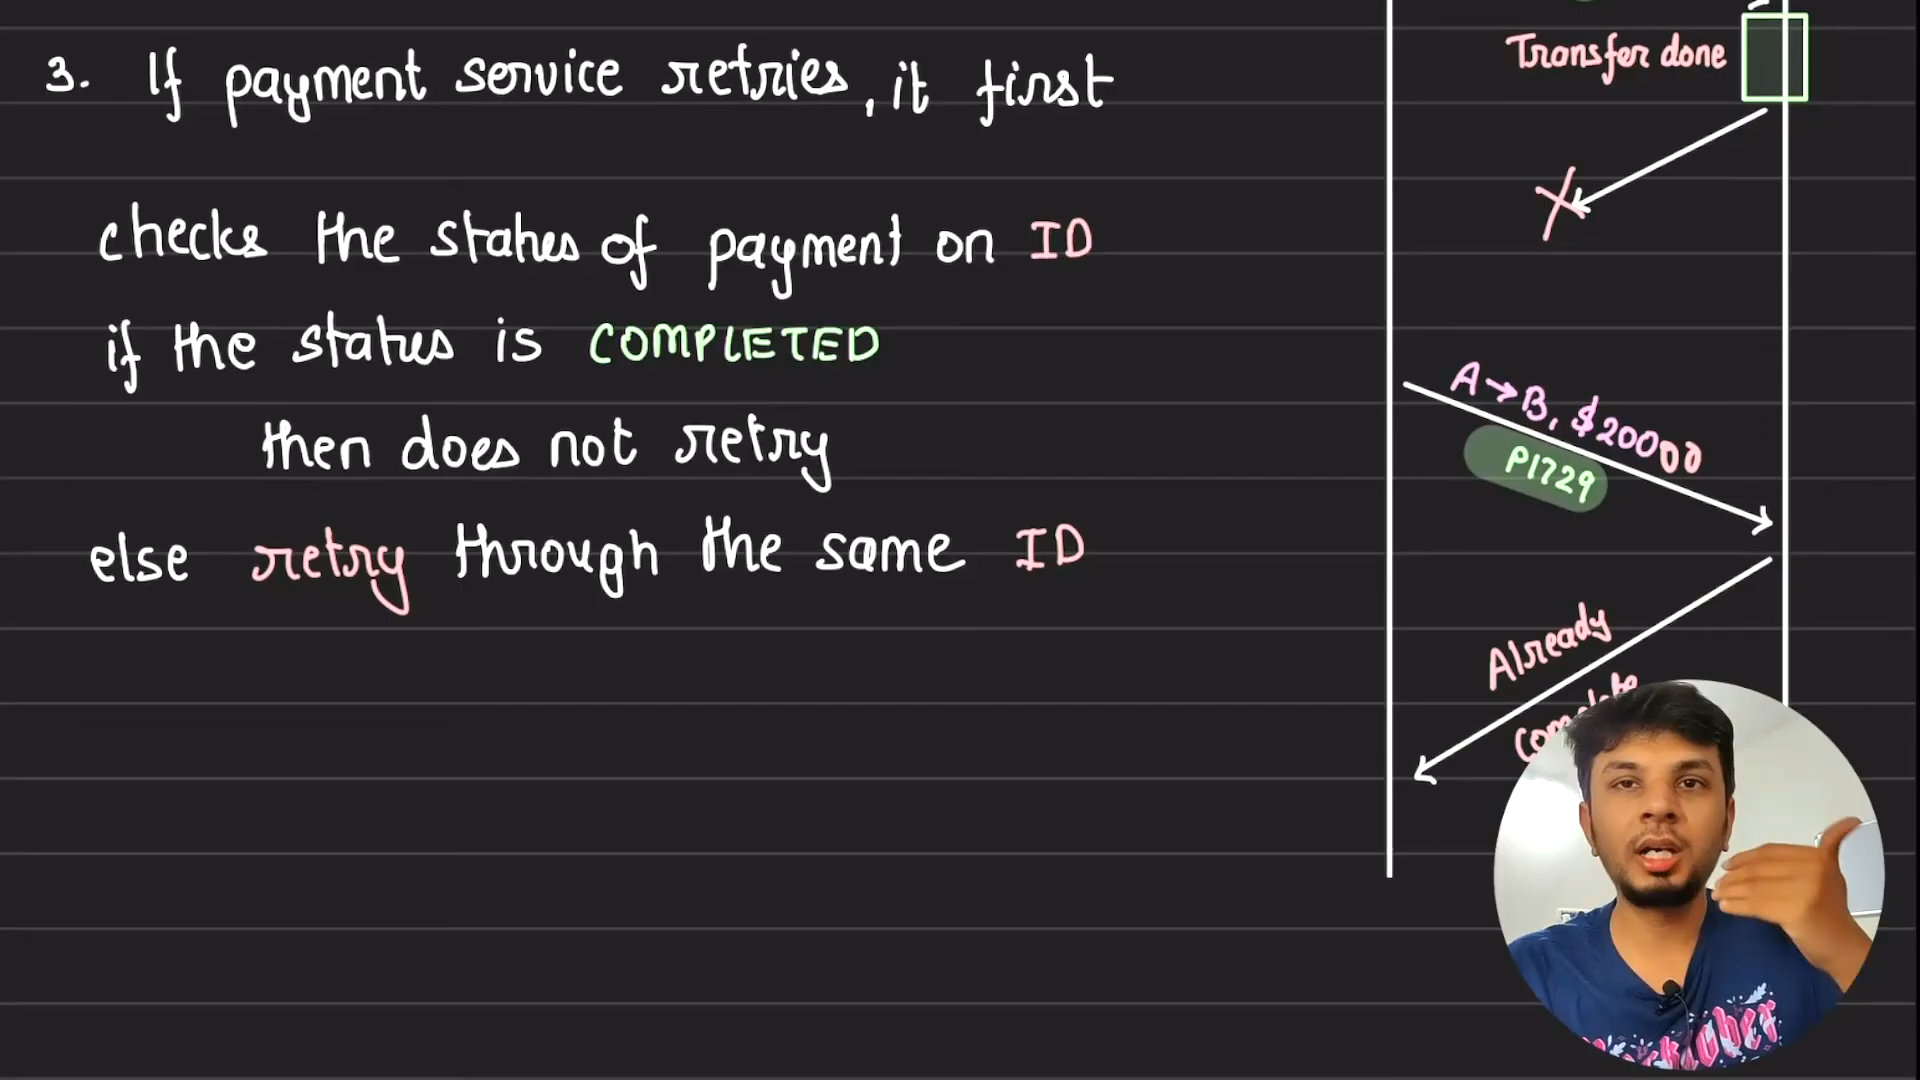 3. If payment service retries, it first
checks the status of payment on ID
if the status is COMPLETED
then does not retry
else retry through the same ID
Transfer done
A→B, $20000
P1729
Already